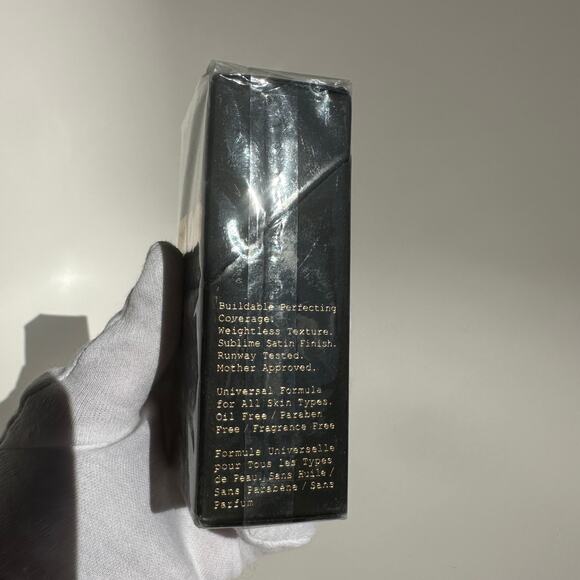 Buildable Perfecting
Coverage.
Weightless Texture.
Sublime Satin Finish.
Runway Tested.
Mother Approved.
Universal Formula
for All Skin Types.
Oil Free / Paraben
Free / Fragrance Free
Formule Universelle
pour Tous les Types
de Peau. Sans Huile /
Sans Parabène / Sans
Parfum